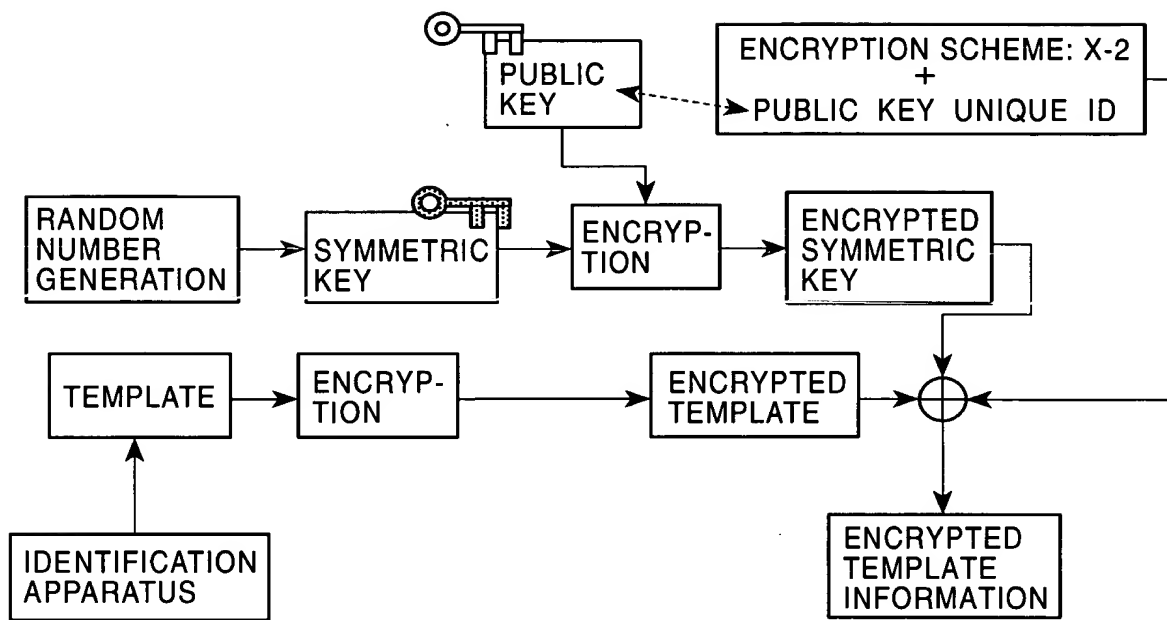 PUBLIC
KEY
ENCRYPTION SCHEME: X-2
+
PUBLIC KEY UNIQUE ID
RANDOM
NUMBER
GENERATION
SYMMETRIC
KEY
ENCRYP-
TION
ENCRYPTED
SYMMETRIC
KEY
TEMPLATE
ENCRYP-
TION
ENCRYPTED
TEMPLATE
IDENTIFICATION
APPARATUS
ENCRYPTED
TEMPLATE
INFORMATION